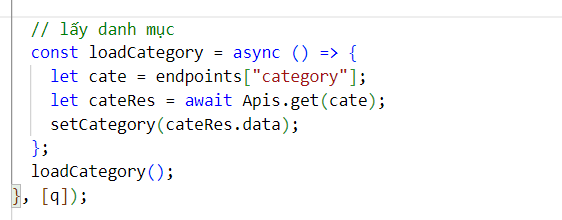 // lấy danh mục
const loadCategory = async () => {
let cate = endpoints["category"];
let cateRes = await Apis.get(cate);
setCategory(cateRes.data);
};
loadCategory();
}, [q]);